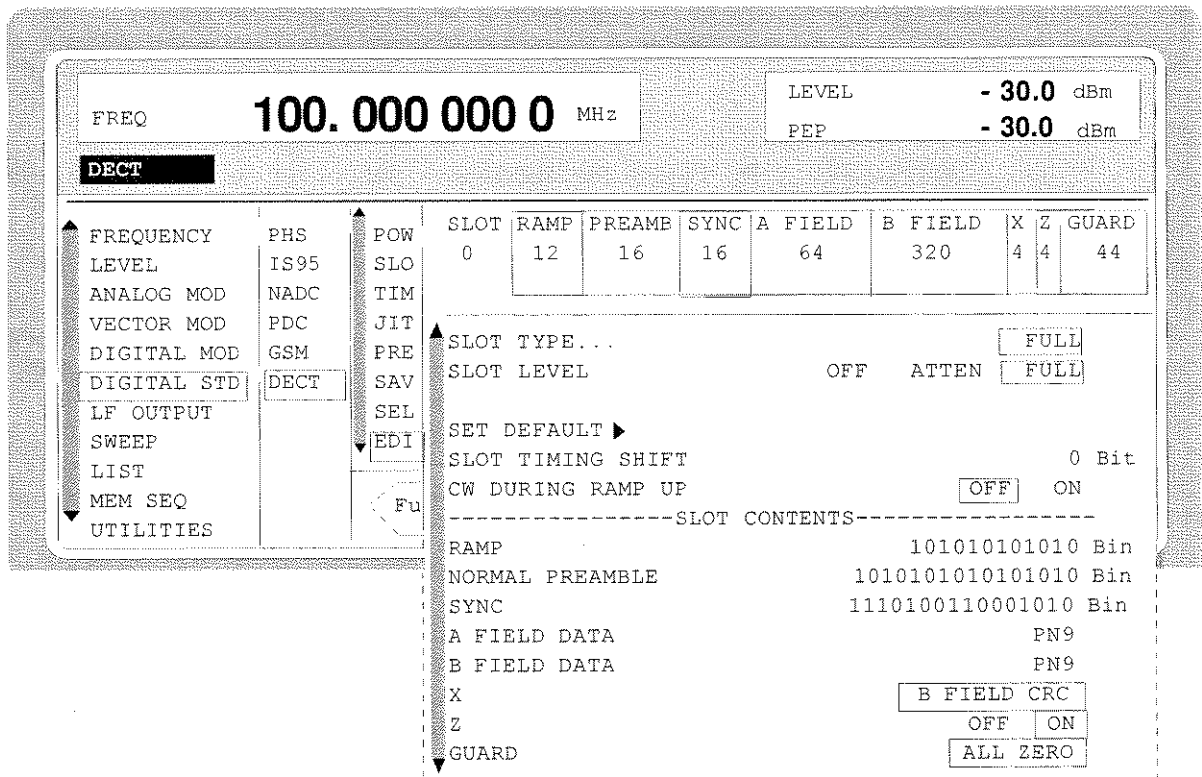 FREQ 100. 000 000 0 MHz
LEVEL - 30.0 dBm
PEP - 30.0 dBm
DECT
FREQUENCY
LEVEL
ANALOG MOD
VECTOR MOD
DIGITAL MOD
DIGITAL STD
LF OUTPUT
SWEEP
LIST
MEM SEQ
UTILITIES
PHS
IS95
NADC
PDC
GSM
DECT
POW
SLO
TIM
JIT
PRE
SAV
SEL
EDI
Fu
SLOT RAMP PREAMB SYNC A FIELD B FIELD X Z GUARD
0 12 16 16 64 320 4 4 44
SLOT TYPE... FULL
SLOT LEVEL OFF ATTEN FULL
SET DEFAULT
SLOT TIMING SHIFT 0 Bit
CW DURING RAMP UP OFF ON
-----------------SLOT CONTENTS-----------------
RAMP 101010101010 Bin
NORMAL PREAMBLE 1010101010101010 Bin
SYNC 1110100110001010 Bin
A FIELD DATA PN9
B FIELD DATA PN9
X B FIELD CRC
Z OFF ON
GUARD ALL ZERO